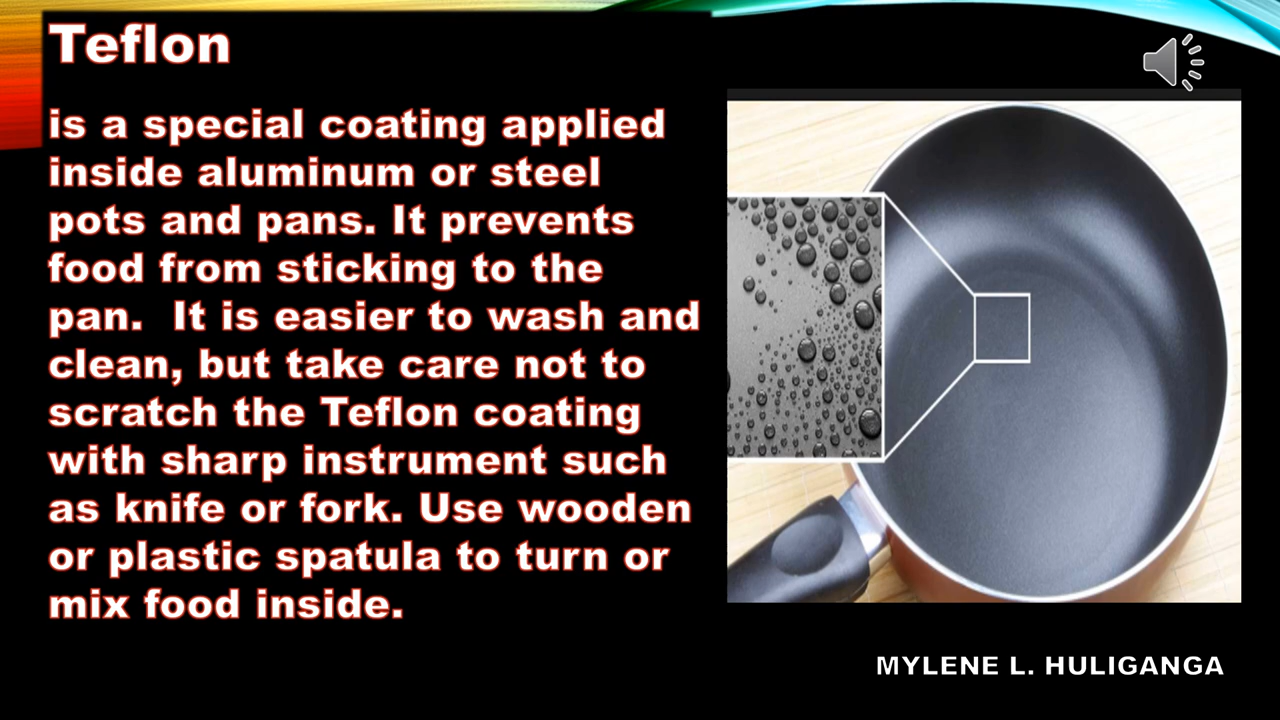 Teflon
is a special coating applied
inside aluminum or steel
pots and pans. It prevents
food from sticking to the
pan.  It is easier to wash and
clean, but take care not to
scratch the Teflon coating
with sharp instrument such
as knife or fork. Use wooden
or plastic spatula to turn or
mix food inside.
MYLENE L. HULIGANGA